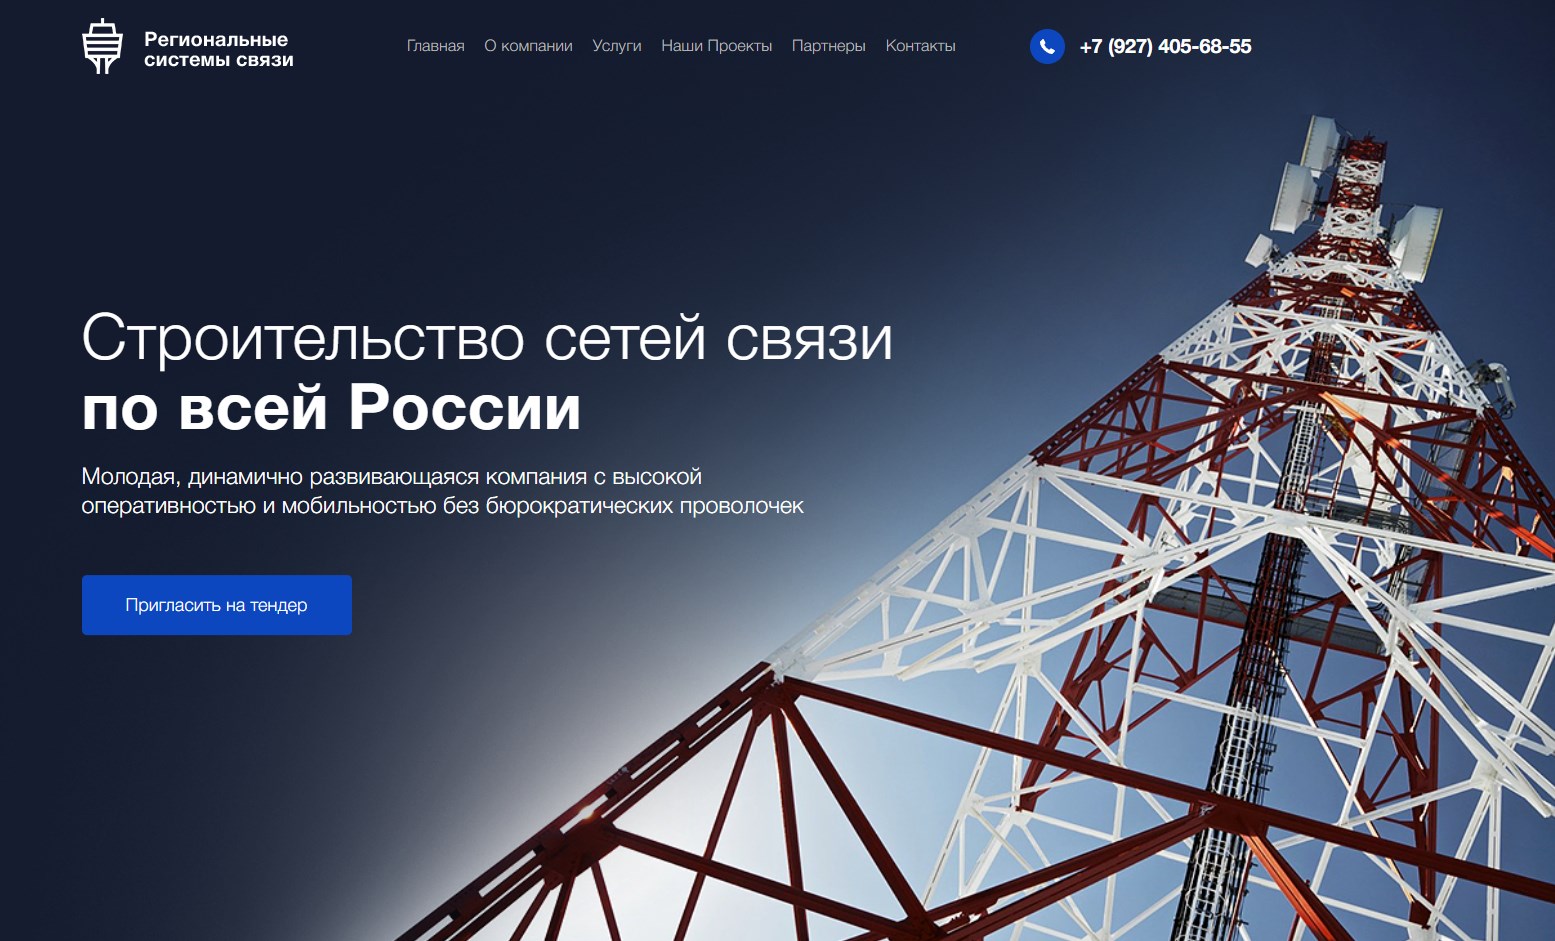 Региональные
системы связи
Главная О компании Услуги Наши Проекты Партнеры Контакты
+7 (927) 405-68-55
Строительство сетей связи
по всей России
Молодая, динамично развивающаяся компания с высокой
оперативностью и мобильностью без бюрократических проволочек
Пригласить на тендер